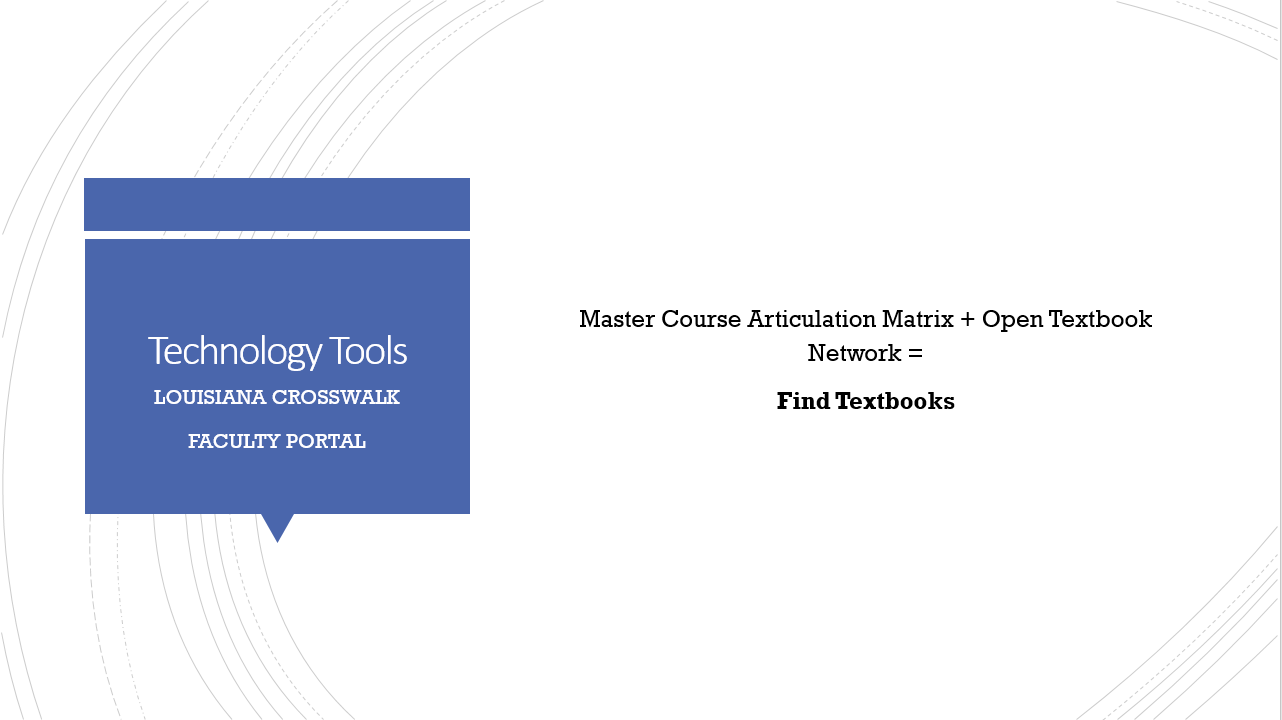 Technology Tools
LOUISIANA CROSSWALK
FACULTY PORTAL
Master Course Articulation Matrix + Open Textbook
Network =
Find Textbooks